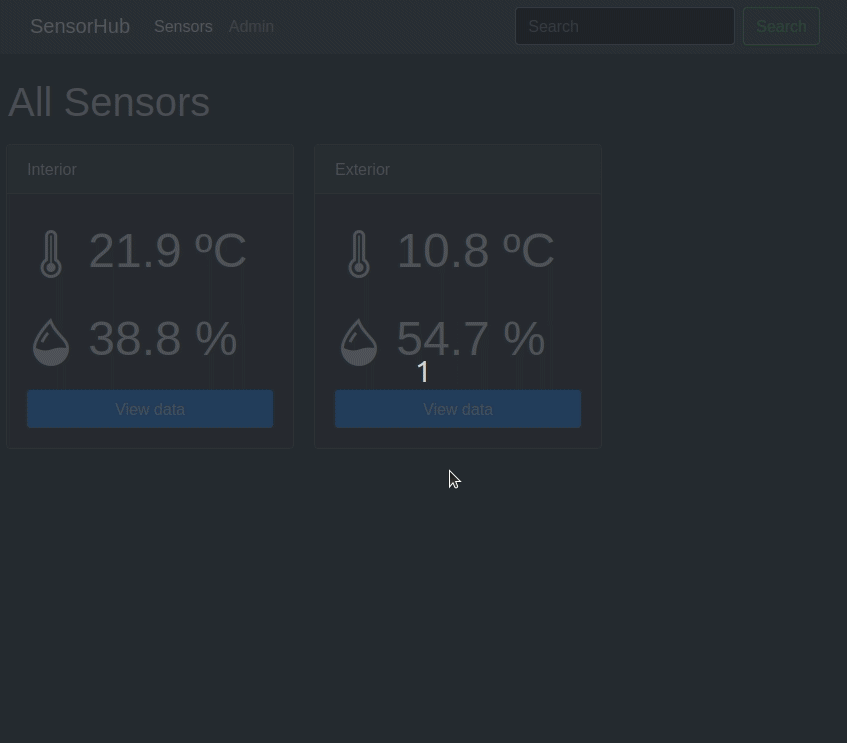 SensorHub Sensors Admin Search Search
All Sensors
Interior Exterior
21.9 ºC 10.8 ºC
38.8 % 54.7 %
1
View data View data